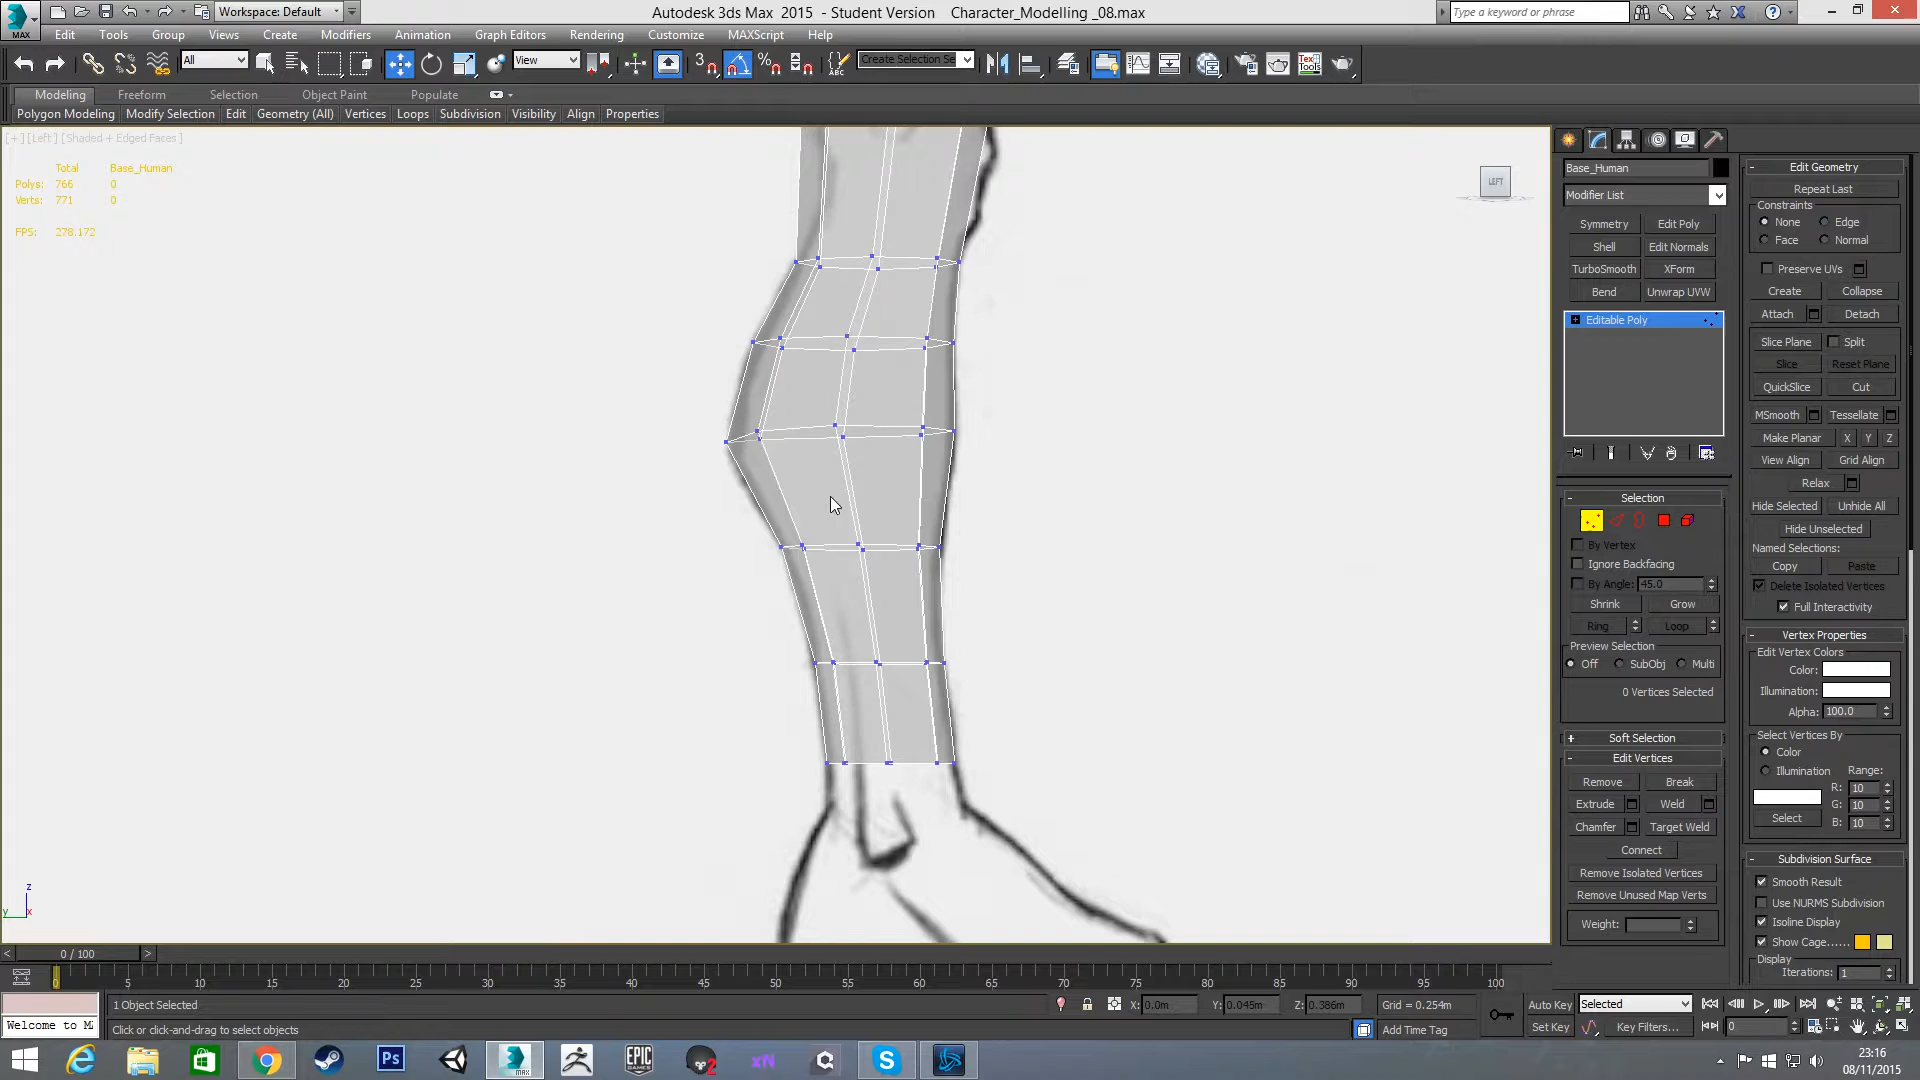 Autodesk 3ds Max 2015 - Student Version Character_Modelling _08.max
Workspace: Default
Type a keyword or phrase
MAX
Edit Tools Group Views Create Modifiers Animation Graph Editors Rendering Customize MAXScript Help
All
View
Create Selection Se
Modeling Freeform Selection Object Paint Populate
Polygon Modeling Modify Selection Edit Geometry (All) Vertices Loops Subdivision Visibility Align Properties
[+] [Left] [Shaded + Edged Faces ]
Total Base_Human
Polys: 766 0
Verts: 771 0
FPS: 278.172
LEFT
Base_Human
Modifier List
Symmetry Edit Poly
Shell Edit Normals
TurboSmooth XForm
Bend Unwrap UVW
Editable Poly
Selection
By Vertex
Ignore Backfacing
By Angle: 45.0
Shrink Grow
Ring Loop
Preview Selection
Off SubObj Multi
0 Vertices Selected
Soft Selection
Edit Vertices
Remove Break
Extrude Weld
Chamfer Target Weld
Connect
Remove Isolated Vertices
Remove Unused Map Verts
Weight:
Edit Geometry
Repeat Last
Constraints
None Edge
Face Normal
Preserve UVs
Create Collapse
Attach Detach
Slice Plane Split
Slice Reset Plane
QuickSlice Cut
MSmooth Tessellate
Make Planar X Y Z
View Align Grid Align
Relax
Hide Selected Unhide All
Hide Unselected
Named Selections:
Copy Paste
Delete Isolated Vertices
Full Interactivity
Vertex Properties
Edit Vertex Colors
Color:
Illumination:
Alpha: 100.0
Select Vertices By
Color
Illumination Range:
R: 10
G: 10
Select B: 10
Subdivision Surface
Smooth Result
Use NURMS Subdivision
Isoline Display
Show Cage......
Display
Iterations: 1
z
y x
< 0 / 100 >
0 5 10 15 20 25 30 35 40 45 50 55 60 65 70 75 80 85 90 95 100
1 Object Selected X: 0.0m Y: 0.045m Z: 0.386m Grid = 0.254m Auto Key Selected
Welcome to M
Click or click-and-drag to select objects Add Time Tag Set Key Key Filters... 0
23:16
08/11/2015